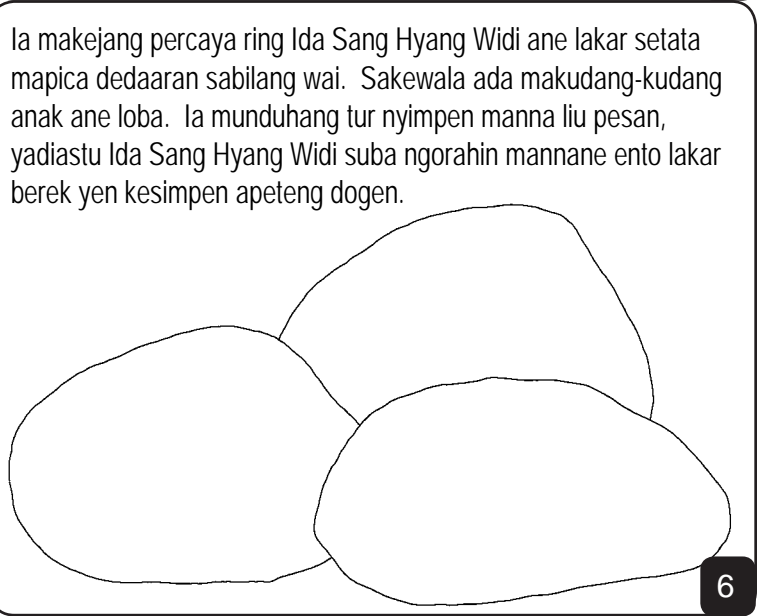 Ia makejang percaya ring Ida Sang Hyang Widi ane lakar setata
mapica dedaaran sabilang wai.  Sakewala ada makudang-kudang
anak ane loba.  Ia munduhang tur nyimpen manna liu pesan,
yadiastu Ida Sang Hyang Widi suba ngorahin mannane ento lakar
berek yen kesimpen apeteng dogen.
6